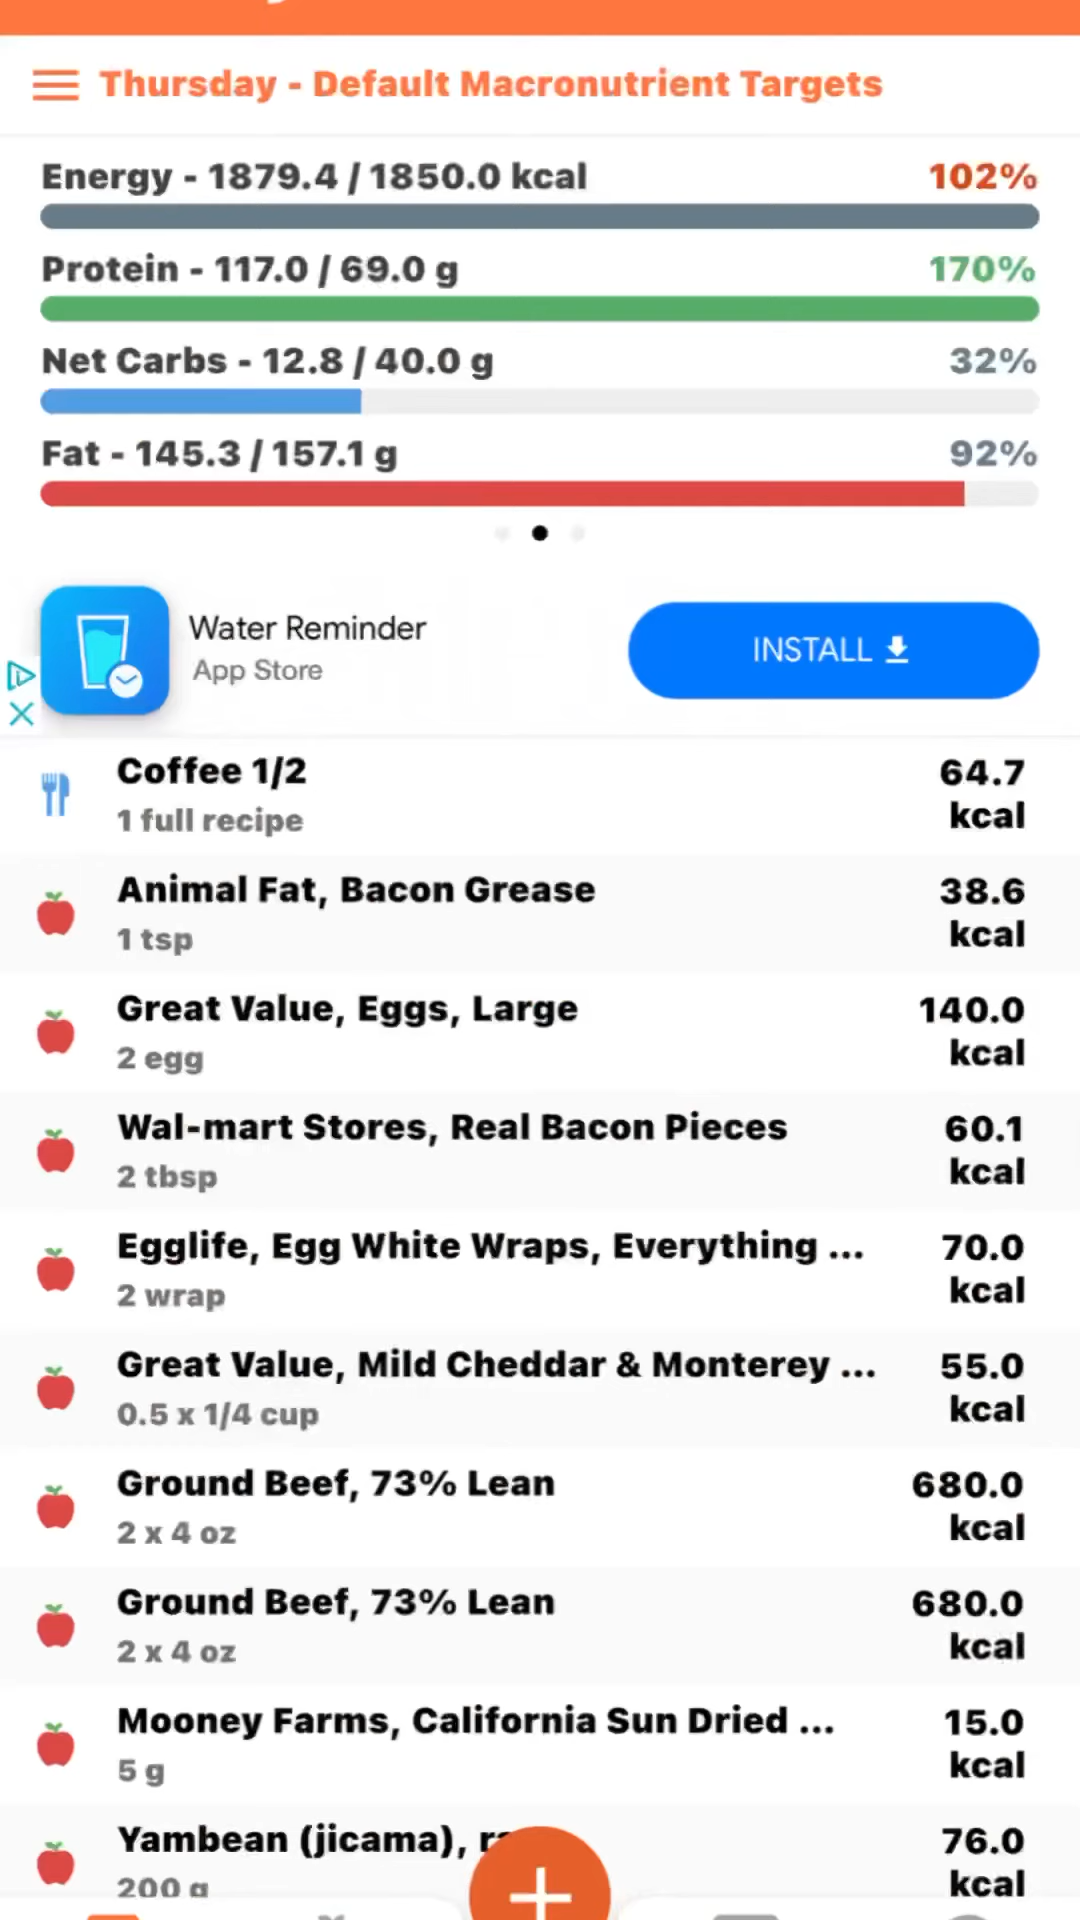 Thursday - Default Macronutrient Targets
Energy - 1879.4 / 1850.0 kcal 102%
Protein - 117.0 / 69.0 g 170%
Net Carbs - 12.8 / 40.0 g 32%
Fat - 145.3 / 157.1 g 92%
Water Reminder
App Store
INSTALL
Coffee 1/2 64.7 kcal
1 full recipe
Animal Fat, Bacon Grease 38.6 kcal
1 tsp
Great Value, Eggs, Large 140.0 kcal
2 egg
Wal-mart Stores, Real Bacon Pieces 60.1 kcal
2 tbsp
Egglife, Egg White Wraps, Everything ... 70.0 kcal
2 wrap
Great Value, Mild Cheddar & Monterey ... 55.0 kcal
0.5 x 1/4 cup
Ground Beef, 73% Lean 680.0 kcal
2 x 4 oz
Ground Beef, 73% Lean 680.0 kcal
2 x 4 oz
Mooney Farms, California Sun Dried ... 15.0 kcal
5 g
Yambean (jicama), 76.0 kcal
200 g